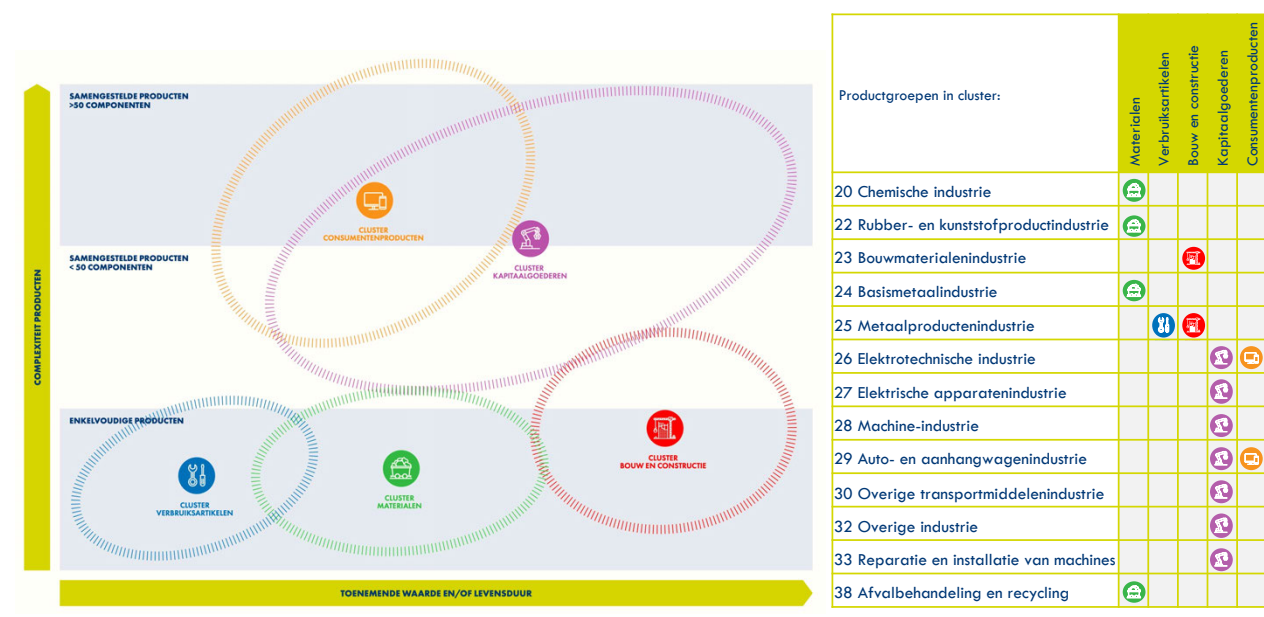 SAMENGESTELDE PRODUCTEN
>50 COMPONENTEN
CLUSTER
CONSUMENTENPRODUCTEN
CLUSTER
KAPITAALGOEDEREN
SAMENGESTELDE PRODUCTEN
< 50 COMPONENTEN
COMPLEXITEIT PRODUCTEN
ENKELVOUDIGE PRODUCTEN
CLUSTER
BOUW EN CONSTRUCTIE
CLUSTER
VERBRUIKSARTIKELEN
CLUSTER
MATERIALEN
TOENEMENDE WAARDE EN/OF LEVENSDUUR
Productgroepen in cluster:
Materialen
Verbruiksartikelen
Bouw en constructie
Kapitaalgoederen
Consumentenproducten
20 Chemische industrie
22 Rubber- en kunststofproductindustrie
23 Bouwmaterialenindustrie
24 Basismetaalindustrie
25 Metaalproductenindustrie
26 Elektrotechnische industrie
27 Elektrische apparatenindustrie
28 Machine-industrie
29 Auto- en aanhangwagenindustrie
30 Overige transportmiddelenindustrie
32 Overige industrie
33 Reparatie en installatie van machines
38 Afvalbehandeling en recycling